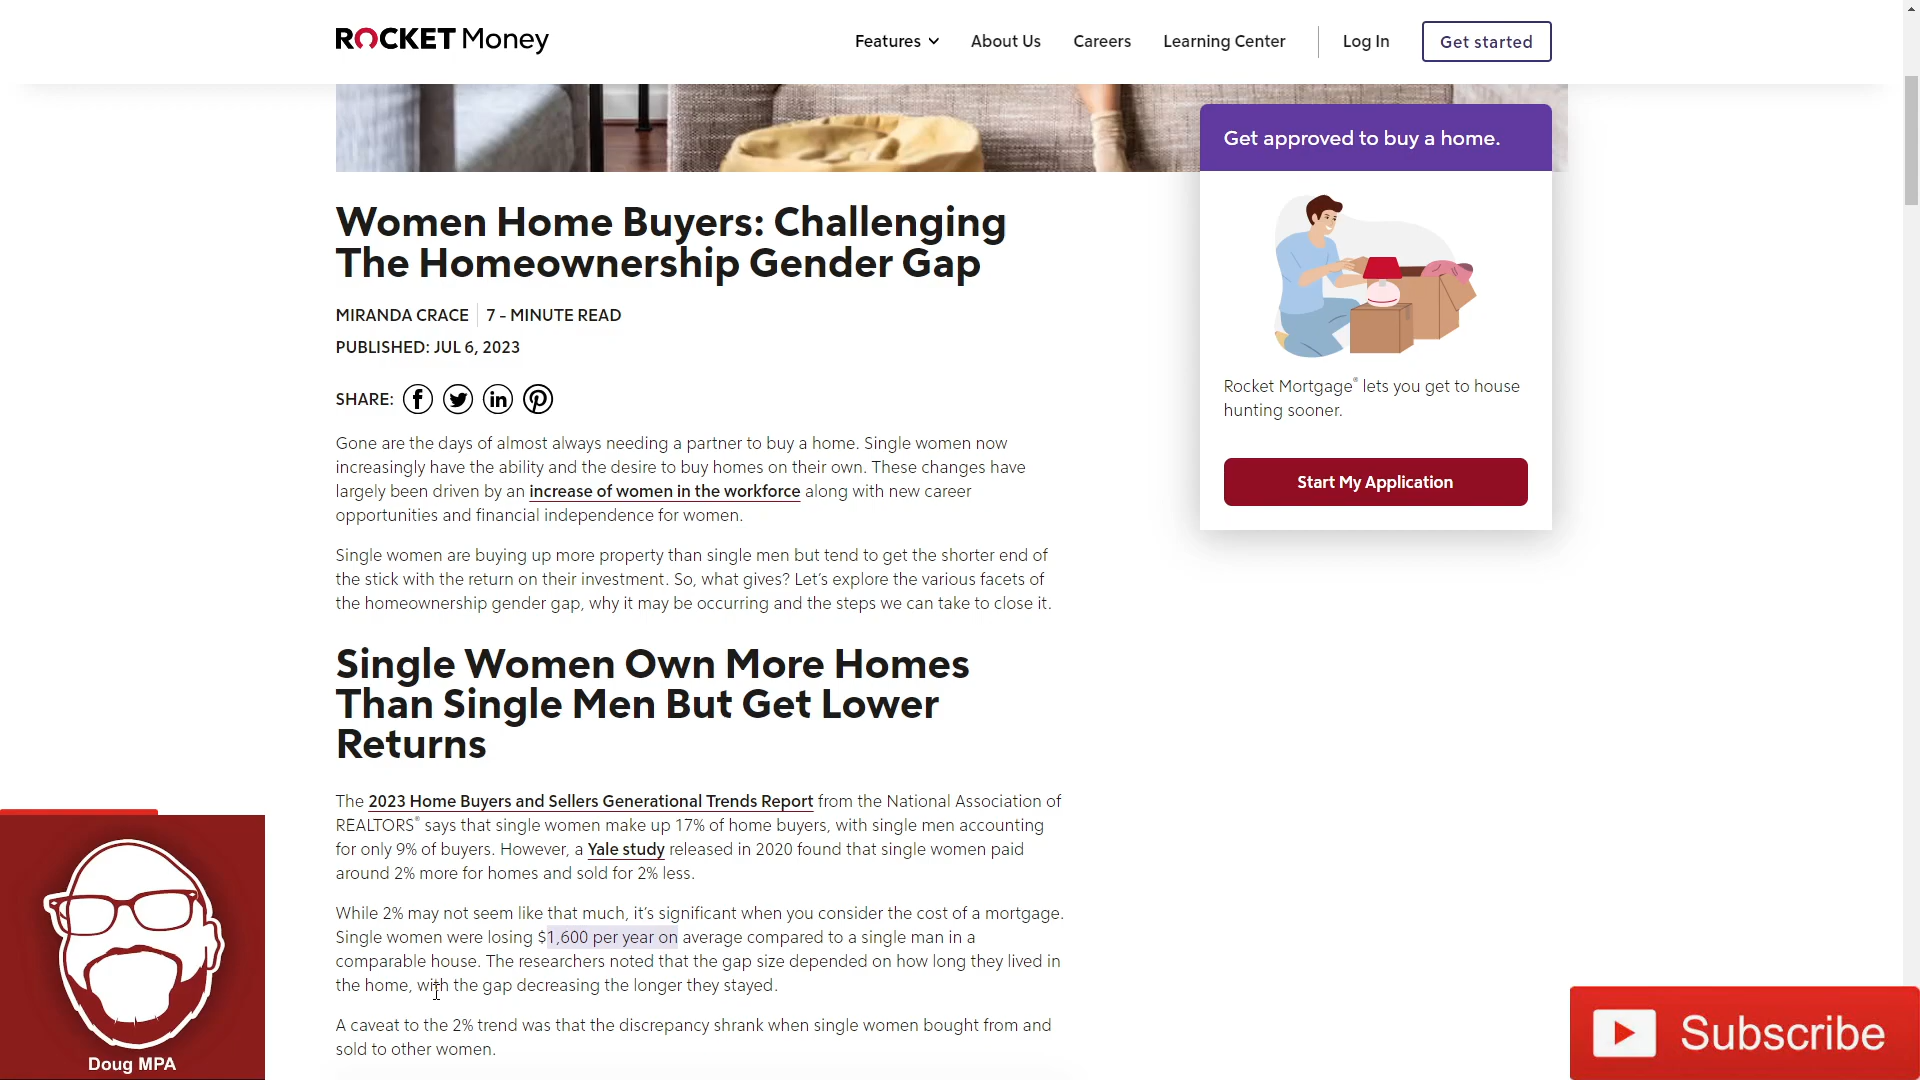 ROCKET Money
Features
About Us
Careers
Learning Center
Log In
Get started
Get approved to buy a home.
Rocket Mortgage® lets you get to house
hunting sooner.
Start My Application
Women Home Buyers: Challenging
The Homeownership Gender Gap
MIRANDA CRACE
7 - MINUTE READ
PUBLISHED: JUL 6, 2023
SHARE:
Gone are the days of almost always needing a partner to buy a home. Single women now
increasingly have the ability and the desire to buy homes on their own. These changes have
largely been driven by an increase of women in the workforce along with new career
opportunities and financial independence for women.
Single women are buying up more property than single men but tend to get the shorter end of
the stick with the return on their investment. So, what gives? Let's explore the various facets of
the homeownership gender gap, why it may be occurring and the steps we can take to close it.
Single Women Own More Homes
Than Single Men But Get Lower
Returns
The 2023 Home Buyers and Sellers Generational Trends Report from the National Association of
REALTORS® says that single women make up 17% of home buyers, with single men accounting
for only 9% of buyers. However, a Yale study released in 2020 found that single women paid
around 2% more for homes and sold for 2% less.
While 2% may not seem like that much, it's significant when you consider the cost of a mortgage.
Single women were losing $1,600 per year on average compared to a single man in a
comparable house. The researchers noted that the gap size depended on how long they lived in
the home, with the gap decreasing the longer they stayed.
A caveat to the 2% trend was that the discrepancy shrank when single women bought from and
sold to other women.
Doug MPA
Subscribe